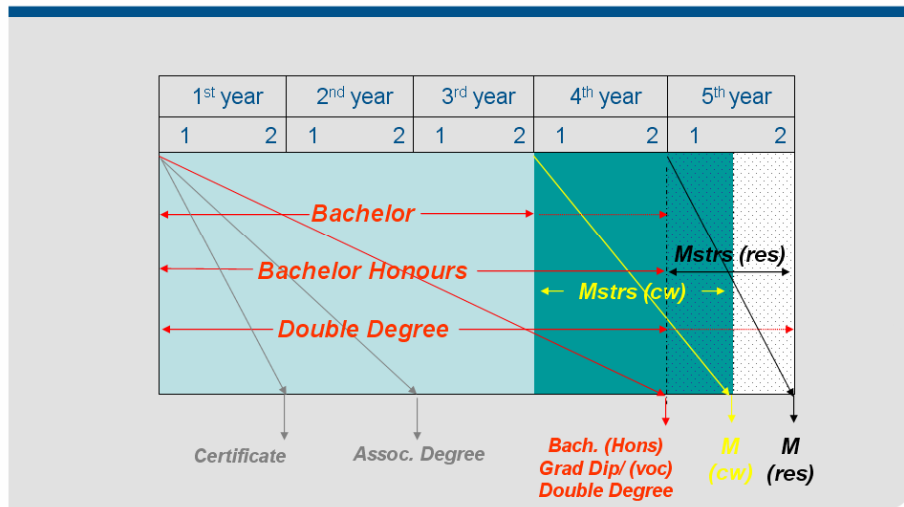 1st year 2nd year 3rd year 4th year 5th year
1 2 1 2 1 2 1 2 1 2
Bachelor
Mstrs (res)
Bachelor Honours
Mstrs (cw)
Double Degree
Certificate
Assoc. Degree
Bach. (Hons)
Grad Dip/ (voc)
Double Degree
M
(cw)
M
(res)